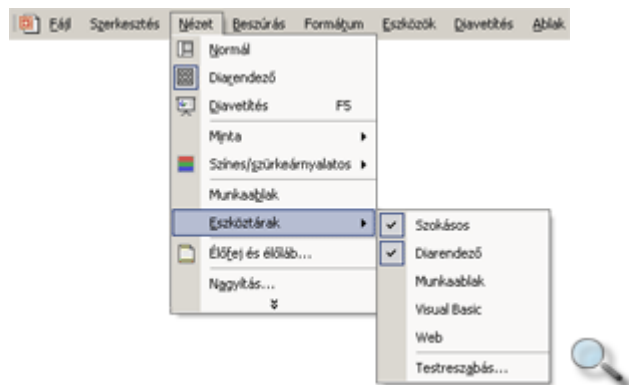 Fájl Szerkesztés Nézet Beszúrás Formátum Eszközök Diavetítés Ablak
Normál
Diarendező
Diavetítés F5
Minta
Színes/szürkeárnyalatos
Munkaablak
Eszköztárak
Élőfej és élőláb...
Nagyítás...
Szokásos
Diarendező
Munkaablak
Visual Basic
Web
Testreszabás...